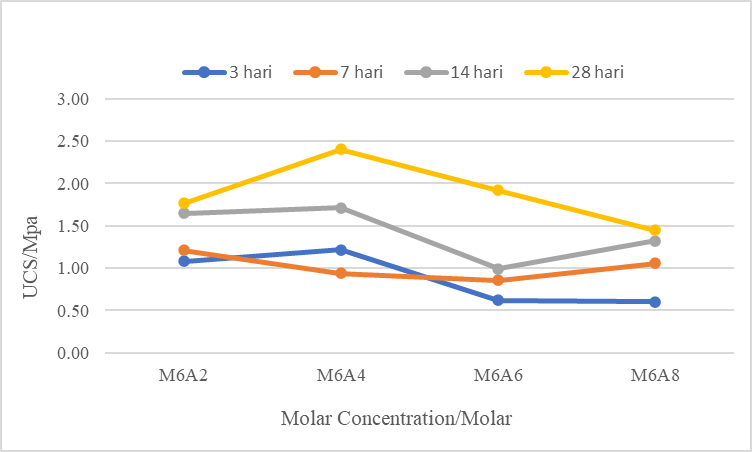 3 hari 7 hari 14 hari 28 hari
3.00
2.50
2.00
1.50
1.00
0.50
0.00
UCS/Mpa
M6A2 M6A4 M6A6 M6A8
Molar Concentration/Molar